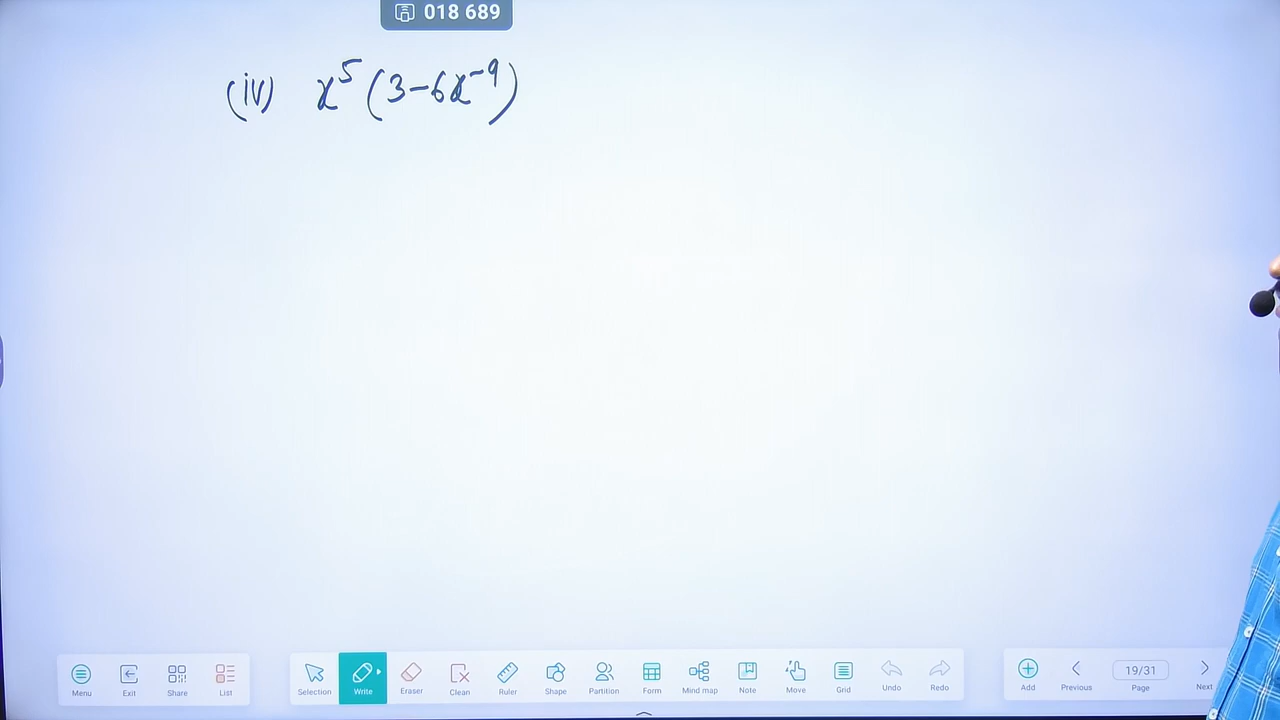 018 689
(iv) x⁵(3-6x⁻⁹)
Menu
Exit
Share
List
Selection
Write
Eraser
Clean
Ruler
Shape
Partition
Form
Mind map
Note
Move
Grid
Undo
Redo
Add
Previous
19/31
Page
Next